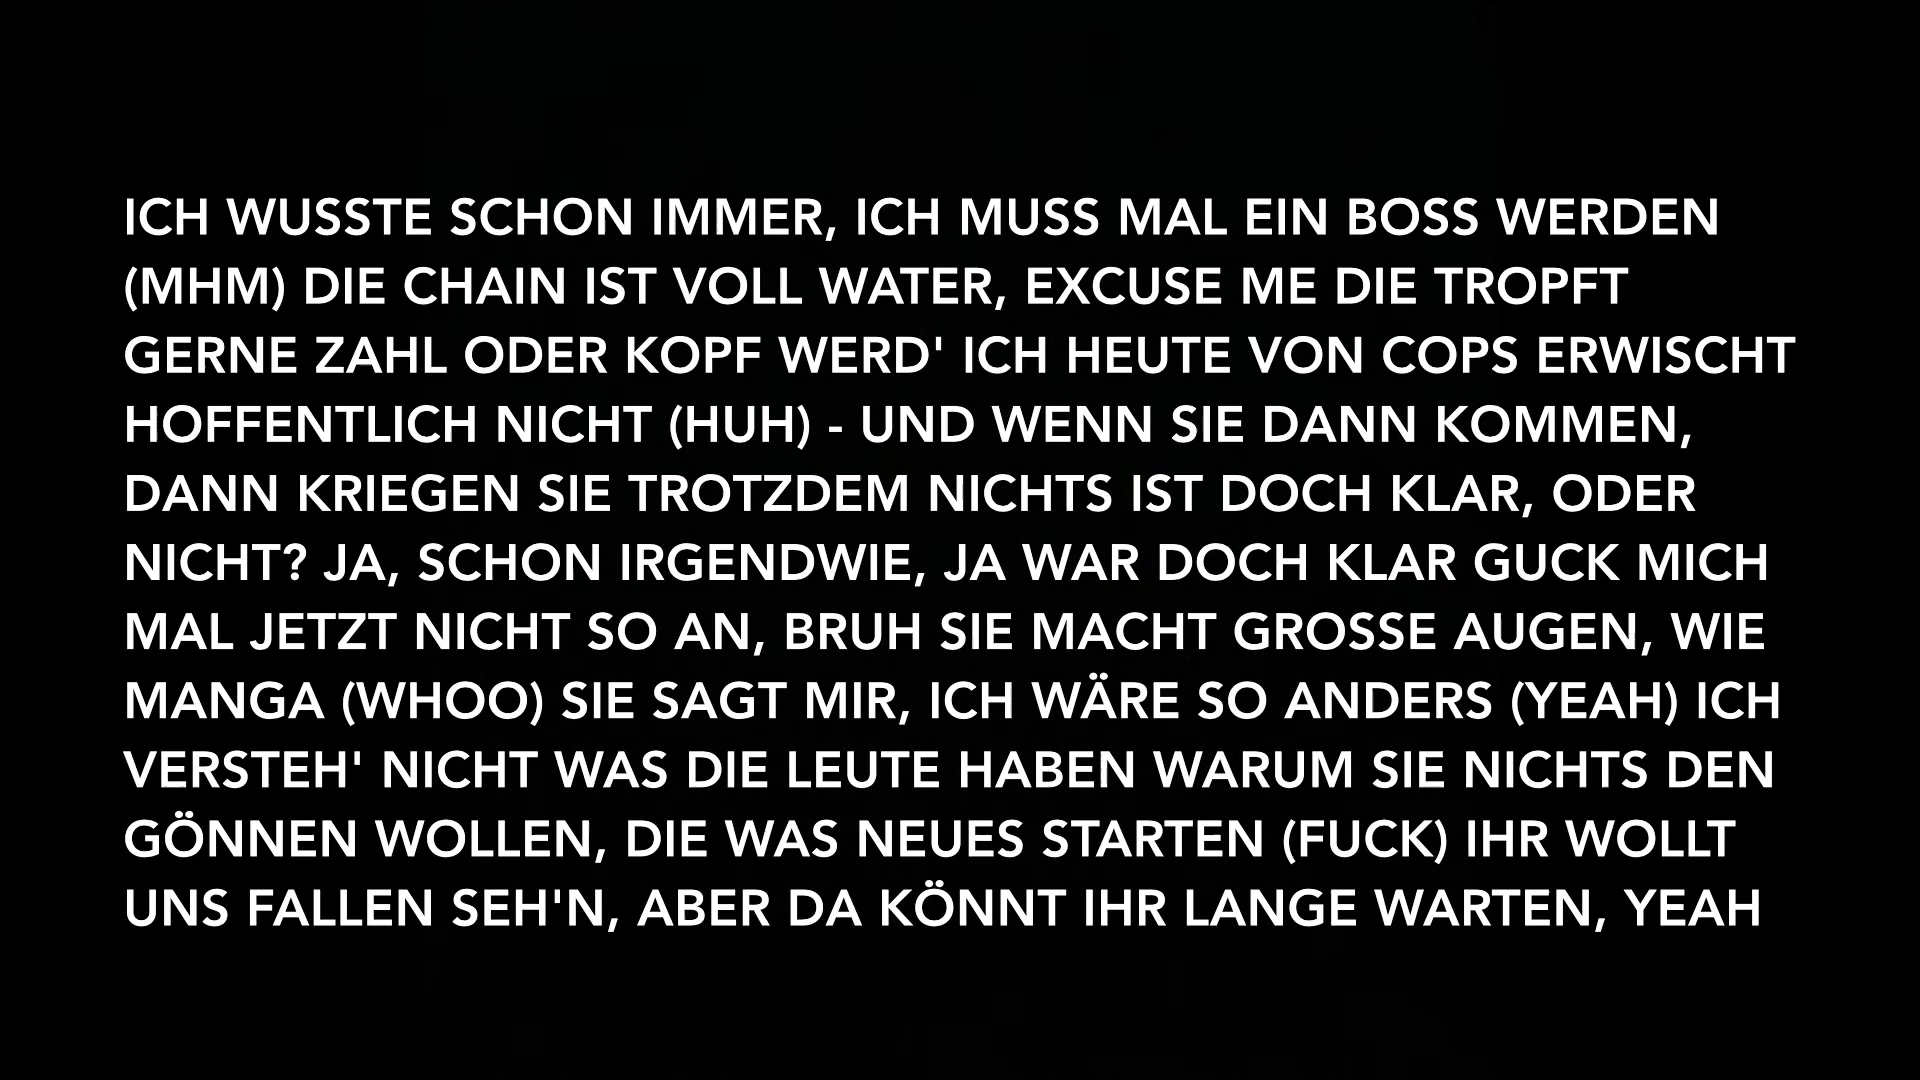 ICH WUSSTE SCHON IMMER, ICH MUSS MAL EIN BOSS WERDEN
(MHM) DIE CHAIN IST VOLL WATER, EXCUSE ME DIE TROPFT
GERNE ZAHL ODER KOPF WERD' ICH HEUTE VON COPS ERWISCHT
HOFFENTLICH NICHT (HUH) - UND WENN SIE DANN KOMMEN,
DANN KRIEGEN SIE TROTZDEM NICHTS IST DOCH KLAR, ODER
NICHT? JA, SCHON IRGENDWIE, JA WAR DOCH KLAR GUCK MICH
MAL JETZT NICHT SO AN, BRUH SIE MACHT GROSSE AUGEN, WIE
MANGA (WHOO) SIE SAGT MIR, ICH WÄRE SO ANDERS (YEAH) ICH
VERSTEH' NICHT WAS DIE LEUTE HABEN WARUM SIE NICHTS DEN
GÖNNEN WOLLEN, DIE WAS NEUES STARTEN (FUCK) IHR WOLLT
UNS FALLEN SEH'N, ABER DA KÖNNT IHR LANGE WARTEN, YEAH